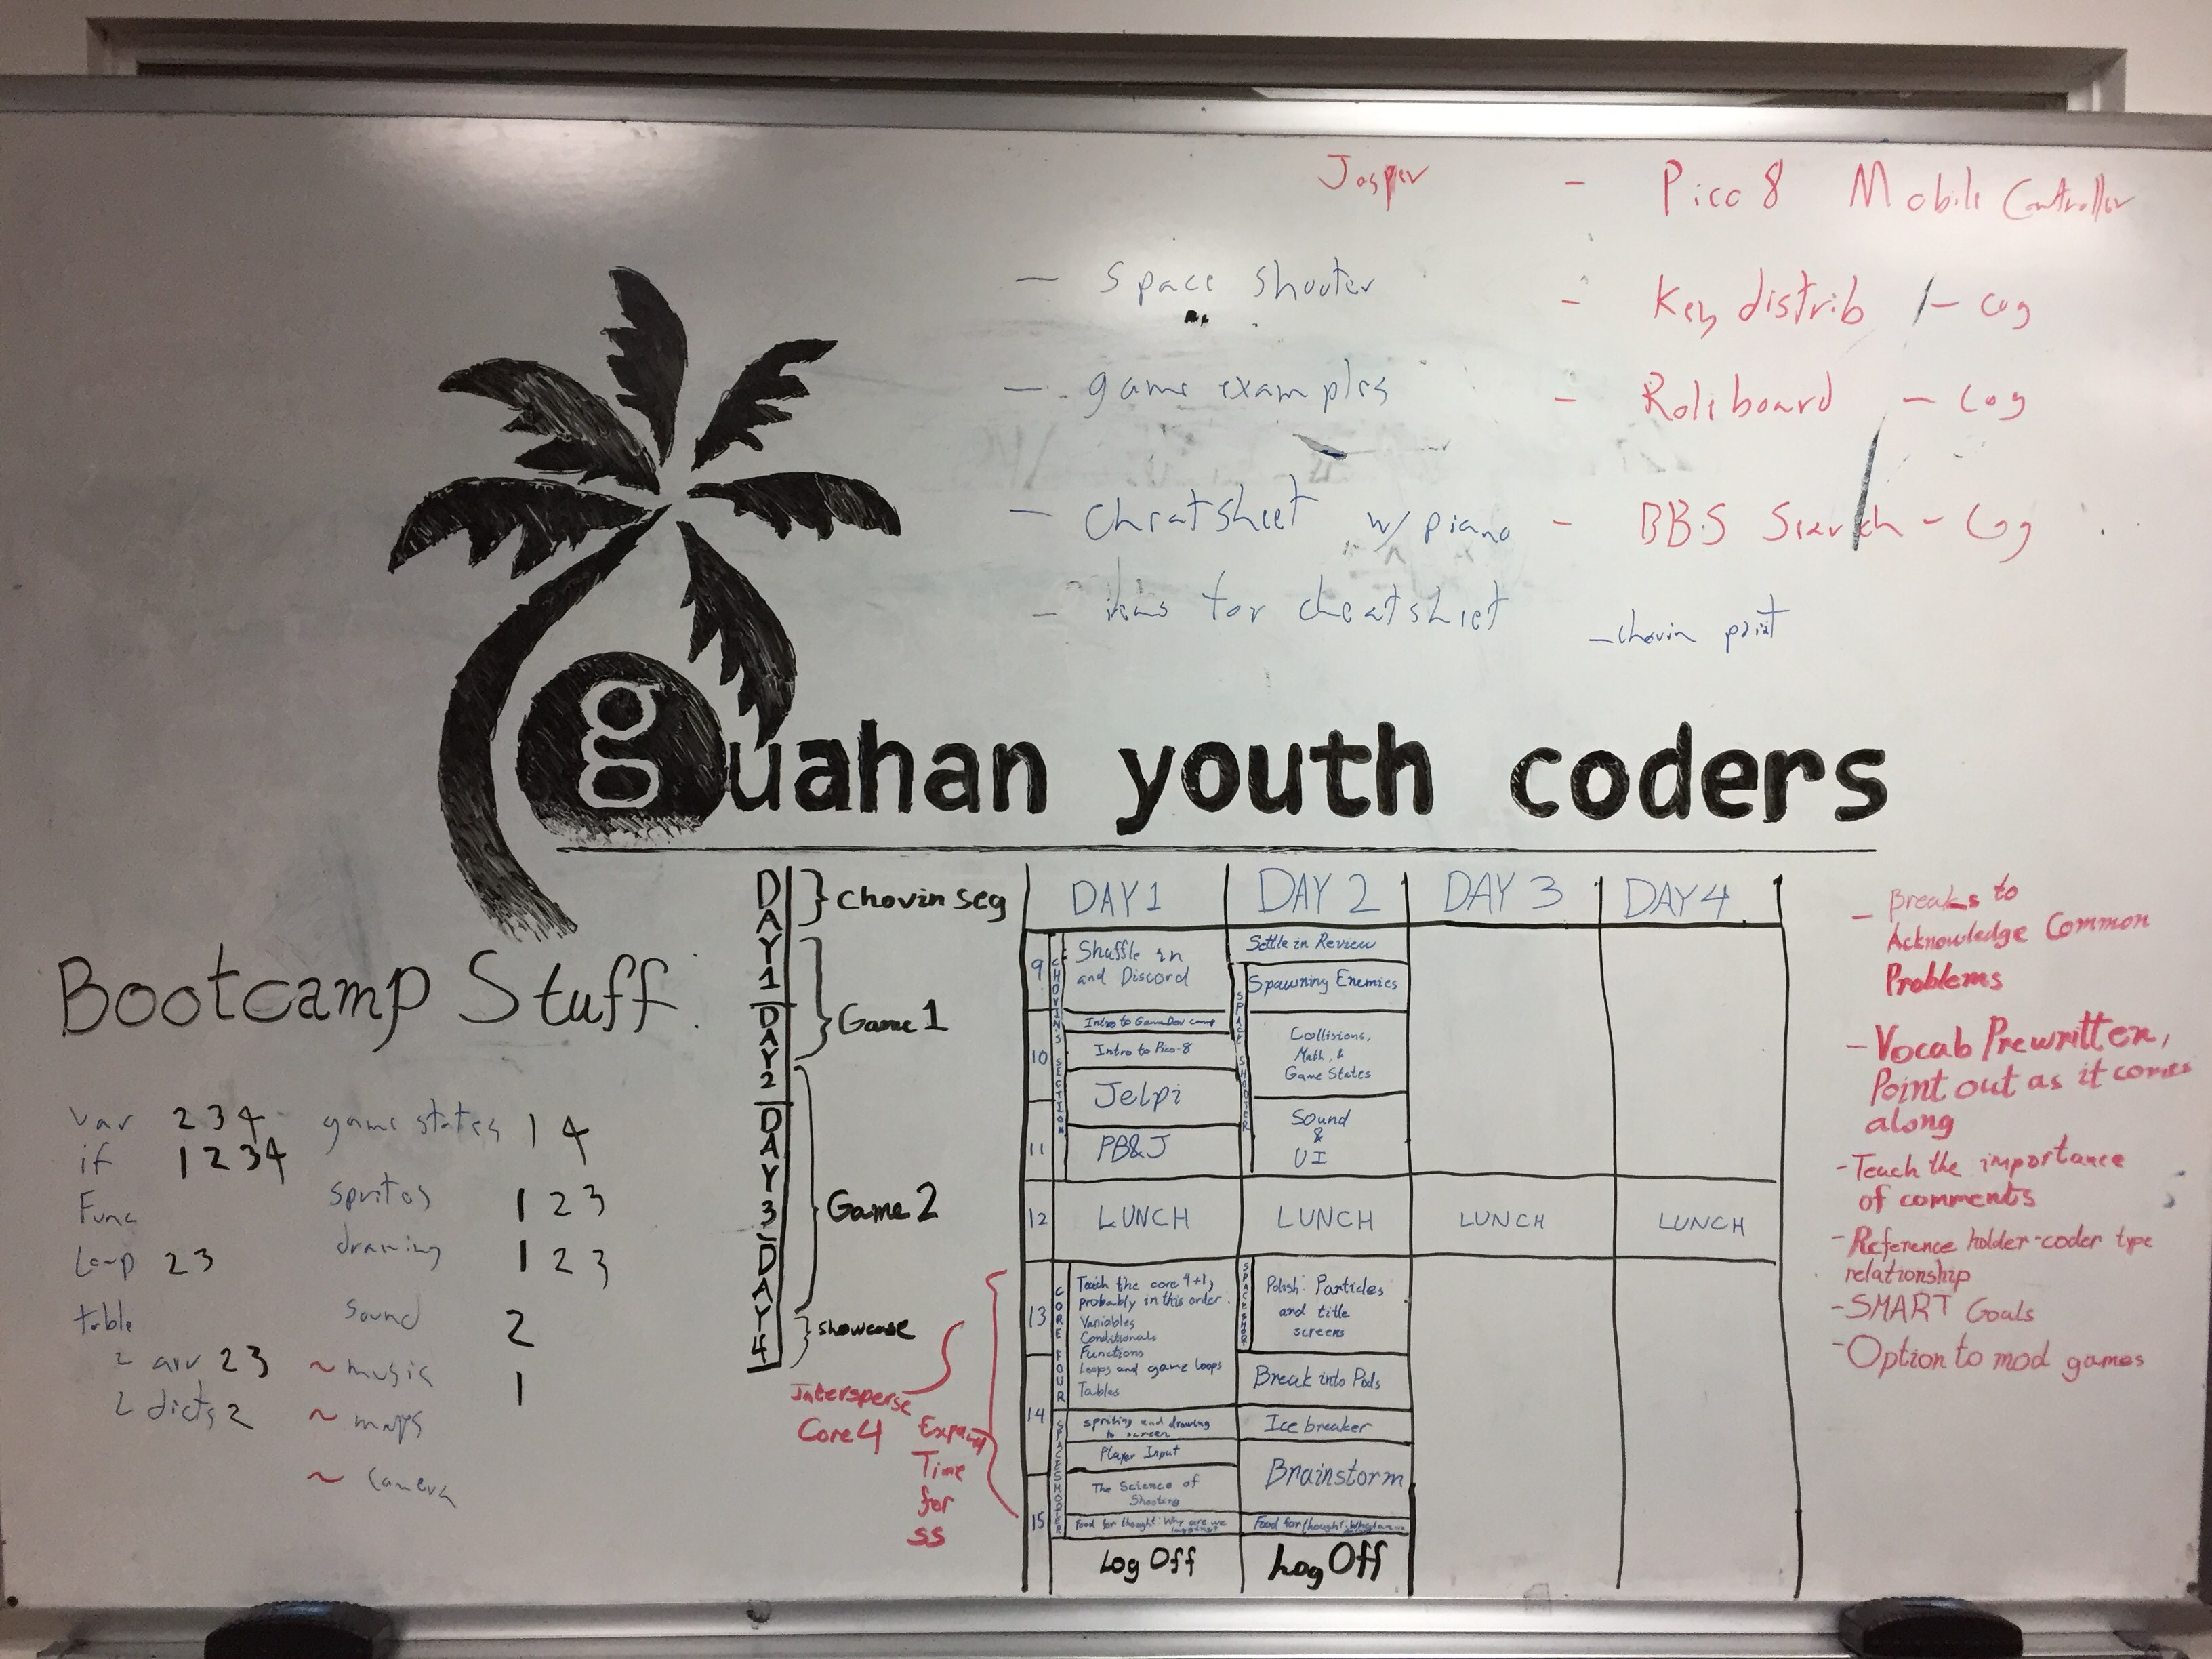 Jasper
- Pico 8 Mobile Controller
- Space shooter
- Key distrib - Cog
- game examples
- Roliboard - Cog
- Cheatsheet w/ piano
- BBS Search - Cog
- items for cheatsheet
- chovin print
guahan youth coders
Bootcamp Stuff:
var 2 3 4
if 1 2 3 4
Func
Loop 2 3
table
2 arr 2 3
2 dicts 2
game states 1 4
sprites 1 2 3
drawing 1 2 3
sound 2
~ music 1
~ maps
~ camera
DAY 1
DAY 2
DAY 3
DAY 4
Chovin seg
Game 1
Game 2
Showcase
Intersperse
Core 4
Expand
Time
for
SS
DAY 1
DAY 2
DAY 3
DAY 4
9
10
11
12
13
14
15
CHOVIN'S SECTION
Shuffle in
and Discord
Intro to GameDev camp
Intro to Pico-8
Jelpi
PB&J
LUNCH
CORE FOUR
Teach the core 4+1,
probably in this order:
Variables
Conditionals
Functions
Loops and game loops
Tables
SPACE SHOOTER
Spriting and drawing
to screen
Player Input
The Science of
Shooting
Food for thought: Why are we
Log Off
Settle in Review
SPACE SHOOTER
Spawning Enemies
Collisions,
Math, &
Game States
Sound
&
UI
LUNCH
SPACE SHOOT
Polish: Particles
and title
screens
Break into Pods
Ice breaker
Brainstorm
Food for thought:
Log Off
LUNCH
LUNCH
- Breaks to
Acknowledge Common
Problems
- Vocab Prewritten,
Point out as it comes
along
- Teach the importance
of comments
- Reference holder-coder type
relationship
- SMART Goals
- Option to mod games